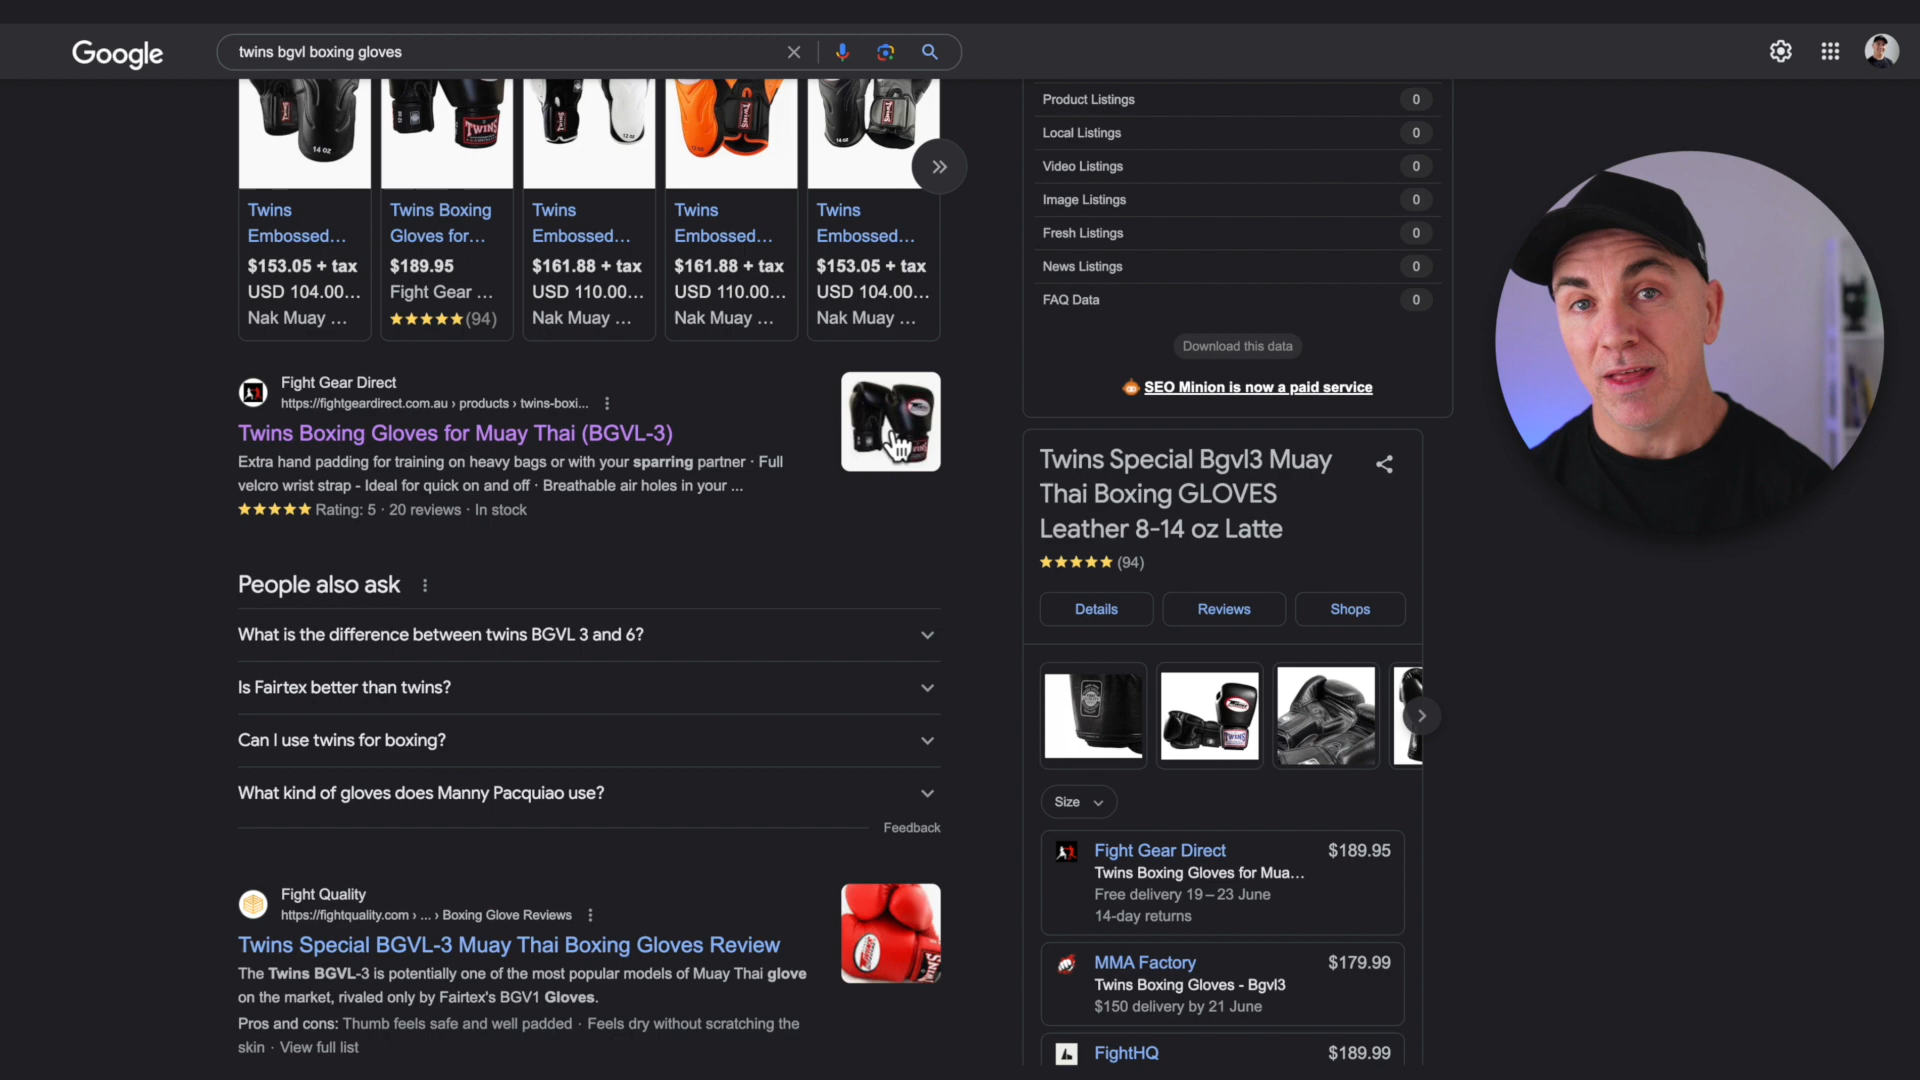 Google
twins bgvl boxing gloves
14 oz
TWINS
12 oz
12 oz
14 oz
Twins
Embossed...
$153.05 + tax
USD 104.00...
Nak Muay ...
Twins Boxing
Gloves for...
$189.95
Fight Gear ...
(94)
Twins
Embossed...
$161.88 + tax
USD 110.00...
Nak Muay ...
Twins
Embossed...
$161.88 + tax
USD 110.00...
Nak Muay ...
Twins
Embossed...
$153.05 + tax
USD 104.00...
Nak Muay ...
Fight Gear Direct
https://fightgeardirect.com.au › products › twins-boxi...
Twins Boxing Gloves for Muay Thai (BGVL-3)
Extra hand padding for training on heavy bags or with your sparring partner · Full
velcro wrist strap - Ideal for quick on and off · Breathable air holes in your ...
Rating: 5 · 20 reviews · In stock
People also ask
What is the difference between twins BGVL 3 and 6?
Is Fairtex better than twins?
Can I use twins for boxing?
What kind of gloves does Manny Pacquiao use?
Feedback
Fight Quality
https://fightquality.com › ... › Boxing Glove Reviews
Twins Special BGVL-3 Muay Thai Boxing Gloves Review
The Twins BGVL-3 is potentially one of the most popular models of Muay Thai glove
on the market, rivaled only by Fairtex's BGV1 Gloves.
Pros and cons: Thumb feels safe and well padded · Feels dry without scratching the
skin · View full list
Product Listings 0
Local Listings 0
Video Listings 0
Image Listings 0
Fresh Listings 0
News Listings 0
FAQ Data 0
Download this data
SEO Minion is now a paid service
Twins Special Bgvl3 Muay
Thai Boxing GLOVES
Leather 8-14 oz Latte
(94)
Details Reviews Shops
TWINS
Size
Fight Gear Direct $189.95
Twins Boxing Gloves for Mua...
Free delivery 19 – 23 June
14-day returns
MMA Factory $179.99
Twins Boxing Gloves - Bgvl3
$150 delivery by 21 June
FightHQ $189.99